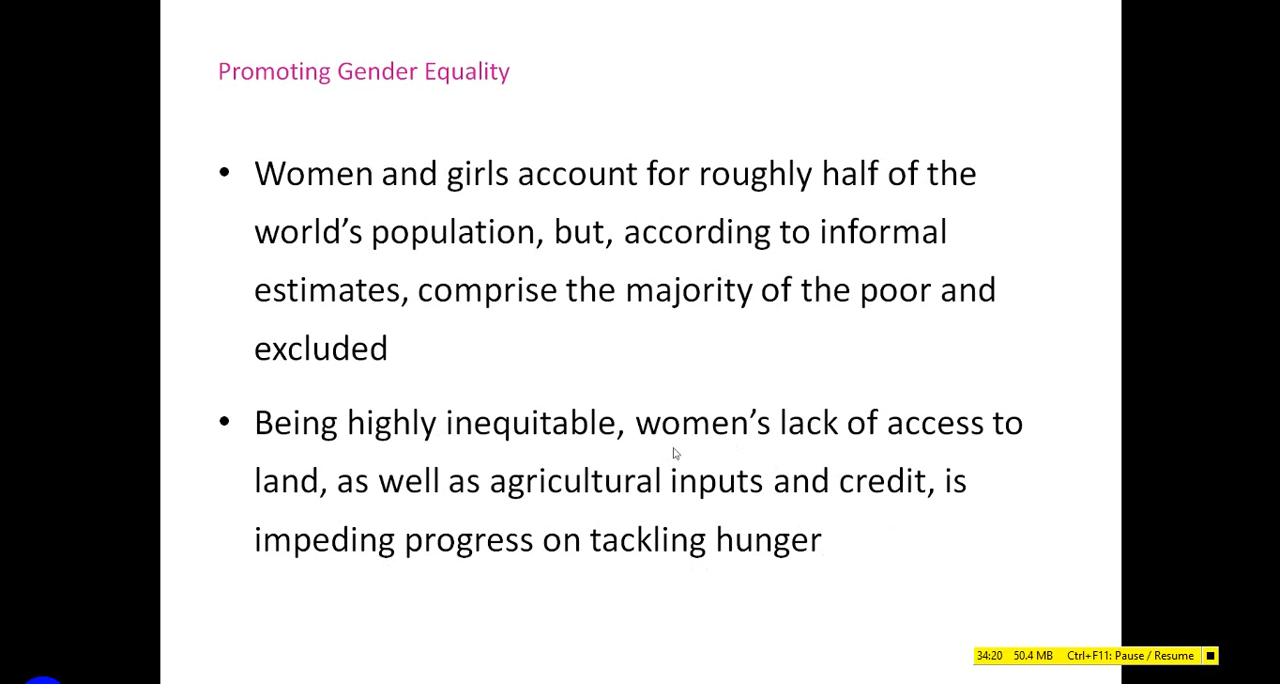 Promoting Gender Equality
• Women and girls account for roughly half of the
world’s population, but, according to informal
estimates, comprise the majority of the poor and
excluded
• Being highly inequitable, women’s lack of access to
land, as well as agricultural inputs and credit, is
impeding progress on tackling hunger
34:20 50.4 MB Ctrl+F11: Pause / Resume